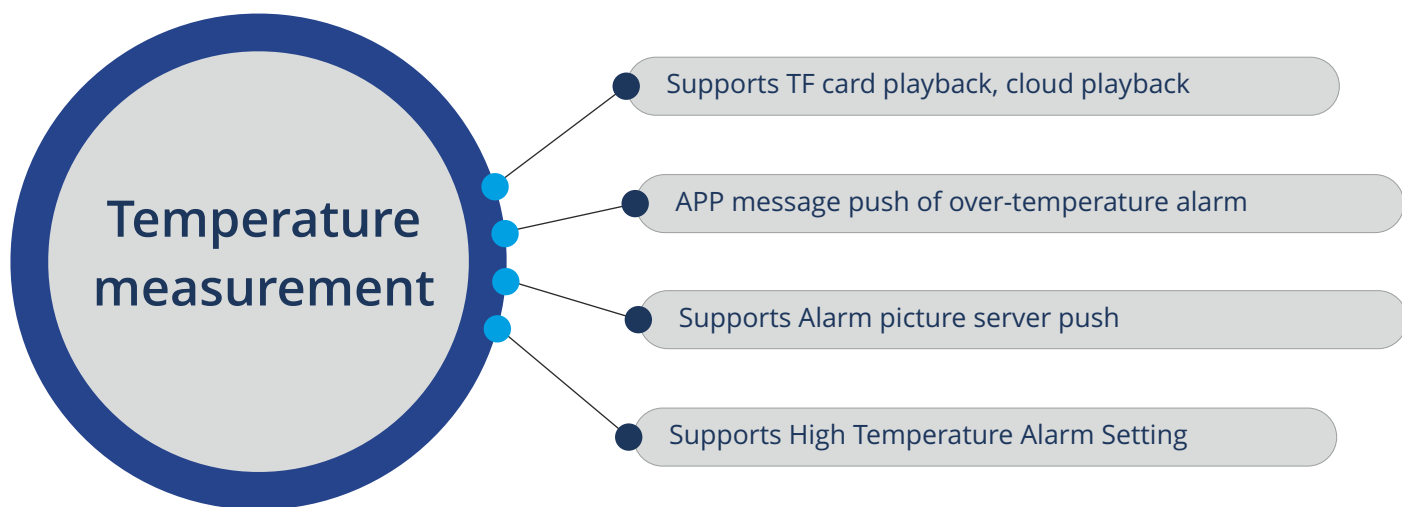 Temperature
measurement
Supports TF card playback, cloud playback
APP message push of over-temperature alarm
Supports Alarm picture server push
Supports High Temperature Alarm Setting